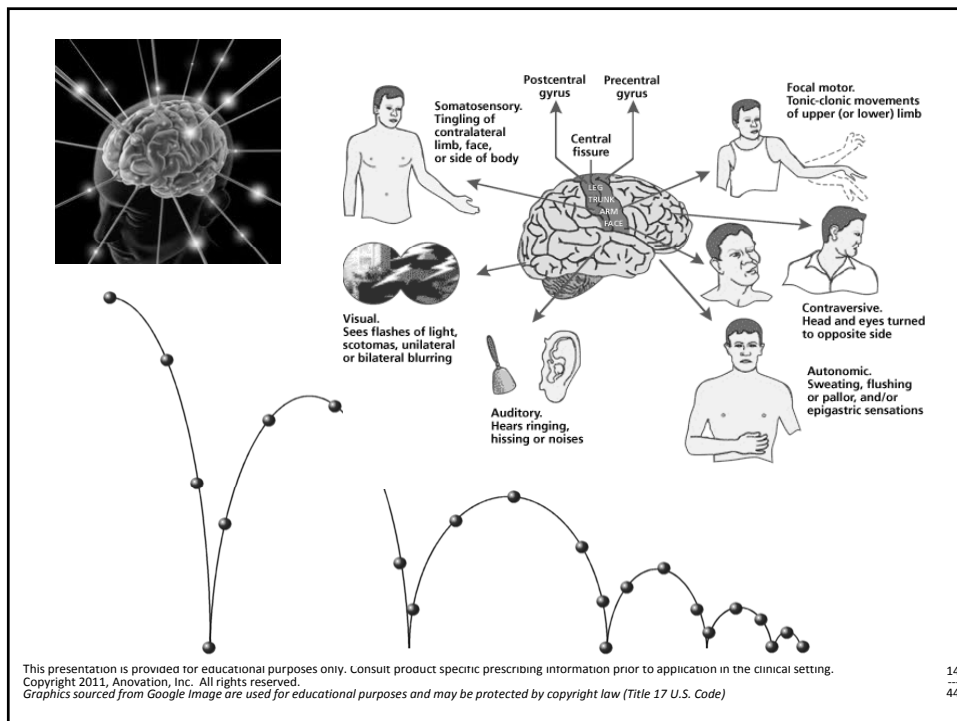 Postcentral
gyrus
Precentral
gyrus
Central
fissure
LEG
TRUNK
ARM
FACE
Somatosensory.
Tingling of
contralateral
limb, face,
or side of body
Focal motor.
Tonic-clonic movements
of upper (or lower) limb
Visual.
Sees flashes of light,
scotomas, unilateral
or bilateral blurring
Auditory.
Hears ringing,
hissing or noises
Contraversive.
Head and eyes turned
to opposite side
Autonomic.
Sweating, flushing
or pallor, and/or
epigastric sensations
This presentation is provided for educational purposes only. Consult product specific prescribing information prior to application in the clinical setting.
Copyright 2011, Anovation, Inc. All rights reserved.
Graphics sourced from Google Image are used for educational purposes and may be protected by copyright law (Title 17 U.S. Code)
14
---
44